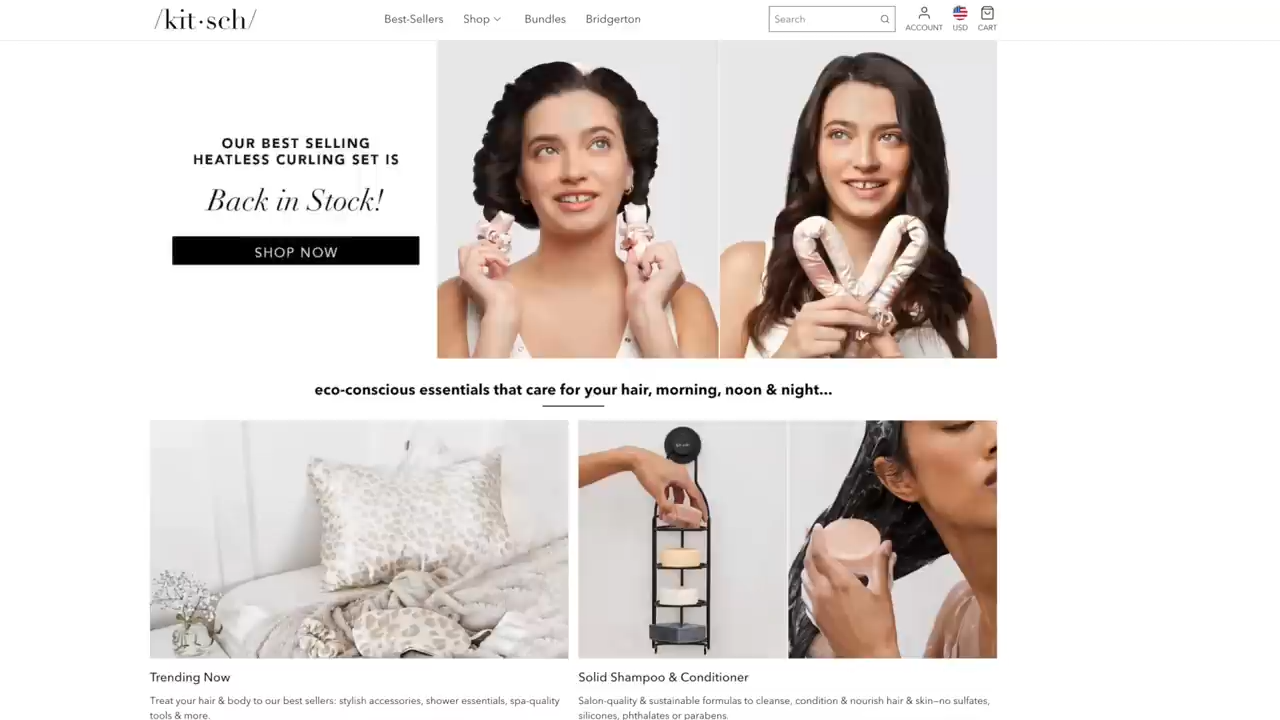 /kit·sch/
Best-Sellers
Shop
Bundles
Bridgerton
Search
ACCOUNT
USD
CART
OUR BEST SELLING
HEATLESS CURLING SET IS
Back in Stock!
SHOP NOW
eco-conscious essentials that care for your hair, morning, noon & night...
Trending Now
Treat your hair & body to our best sellers: stylish accessories, shower essentials, spa-quality
tools & more.
Solid Shampoo & Conditioner
Salon-quality & sustainable formulas to cleanse, condition & nourish hair & skin—no sulfates,
silicones, phthalates or parabens.